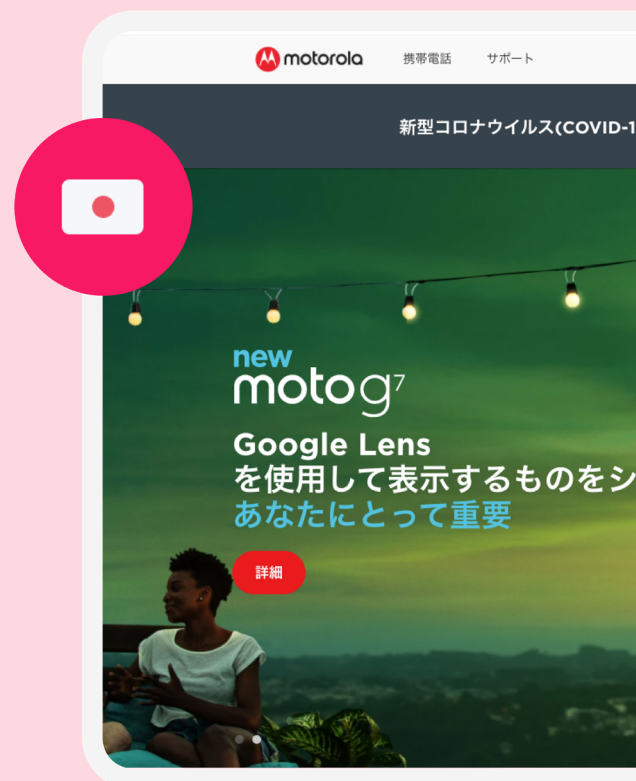 motorola
携帯電話
サポート
新型コロナウイルス(COVID-1
new
moto g7
Google Lens
を使用して表示するものをシ
あなたにとって重要
詳細